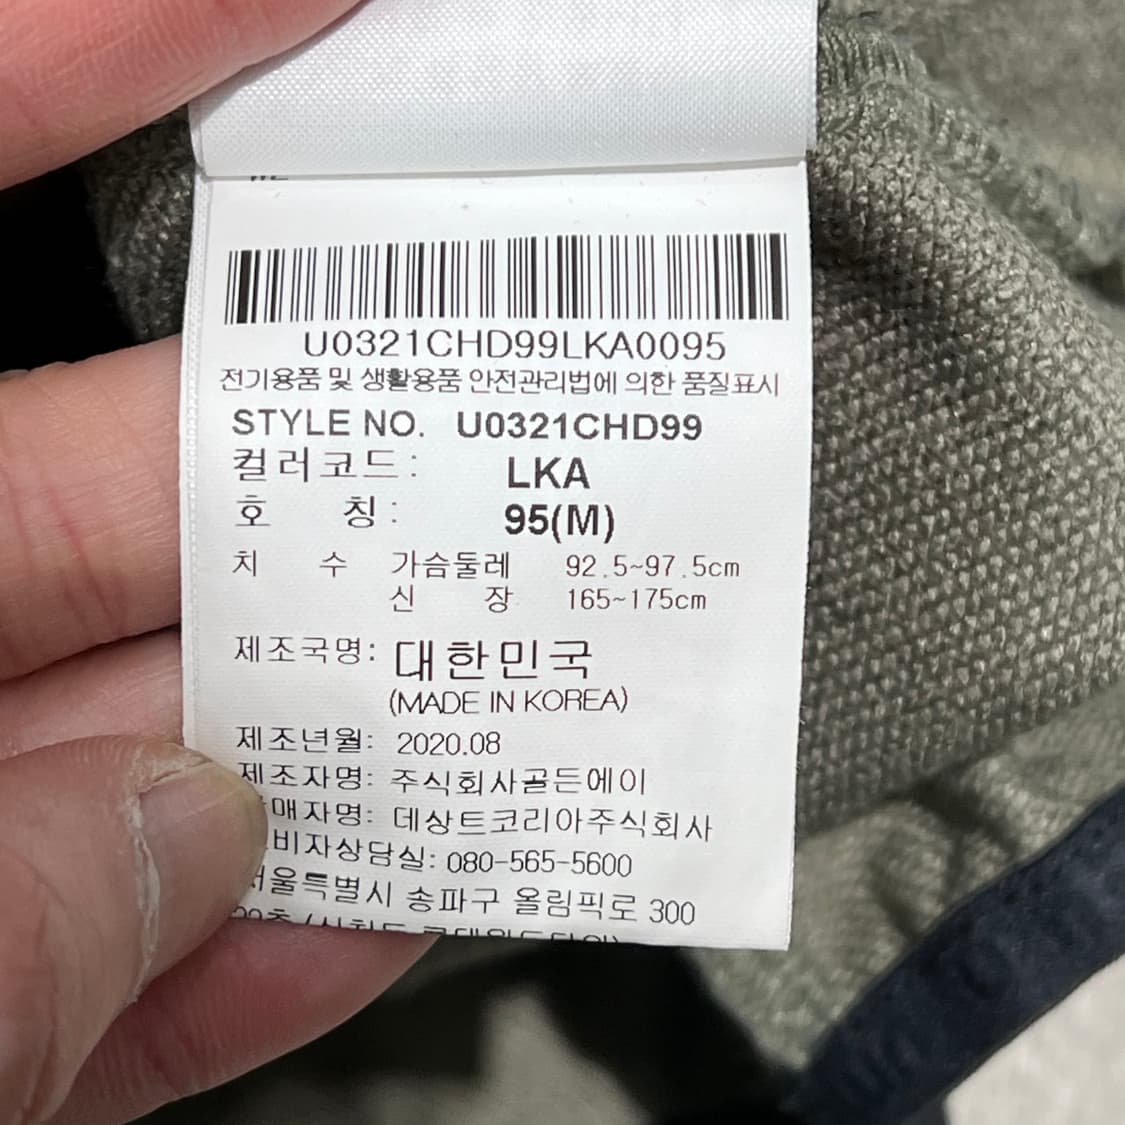 U0321CHD99LKA0095
전기용품 및 생활용품 안전관리법에 의한 품질표시
STYLE NO. U0321CHD99
컬러코드: LKA
호 칭: 95(M)
치 수 가슴둘레 92.5~97.5cm
신 장 165~175cm
제조국명: 대한민국
(MADE IN KOREA)
제조년월: 2020.08
제조자명: 주식회사골든에이
매자명: 데상트코리아주식회사
비자상담실: 080-565-5600
서울특별시 송파구 올림픽로 300